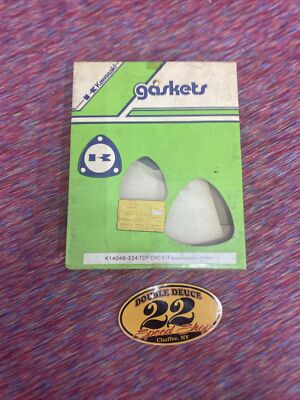 Kawasaki
gaskets
K
K14046-224 TOP END KIT
DOUBLE DEUCE
22
Speed Shop
Chaffee, NY